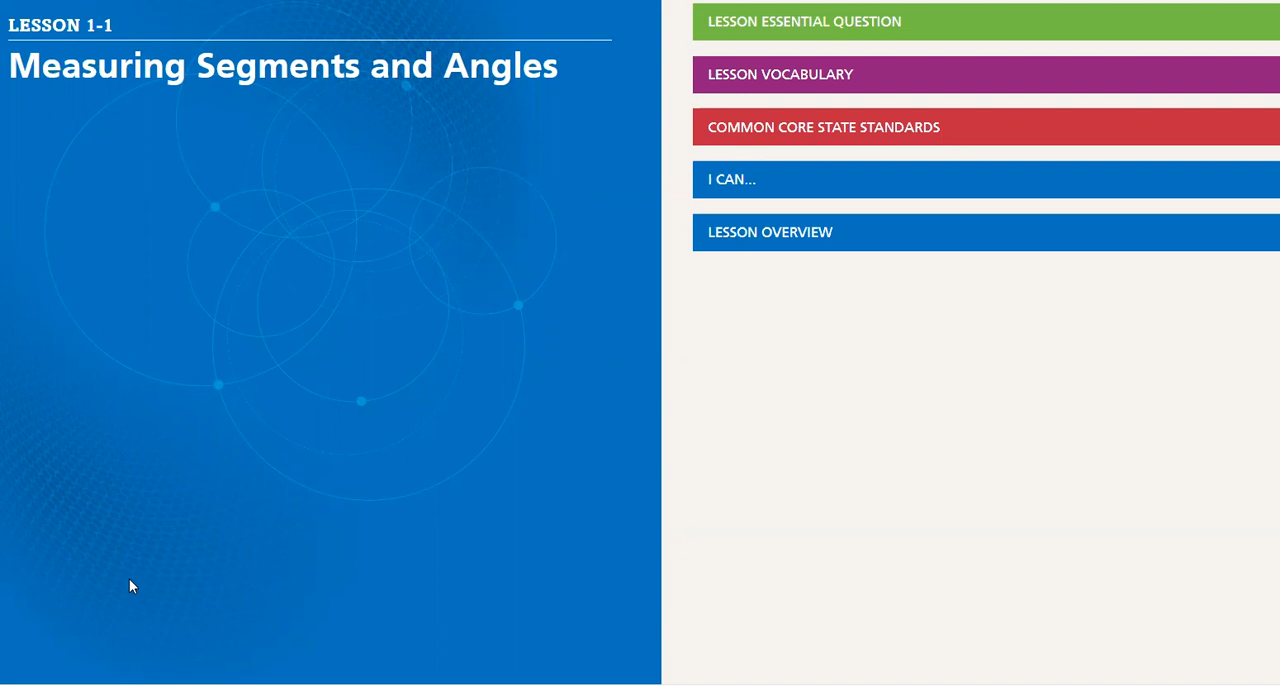 LESSON 1-1
Measuring Segments and Angles
LESSON ESSENTIAL QUESTION
LESSON VOCABULARY
COMMON CORE STATE STANDARDS
I CAN...
LESSON OVERVIEW